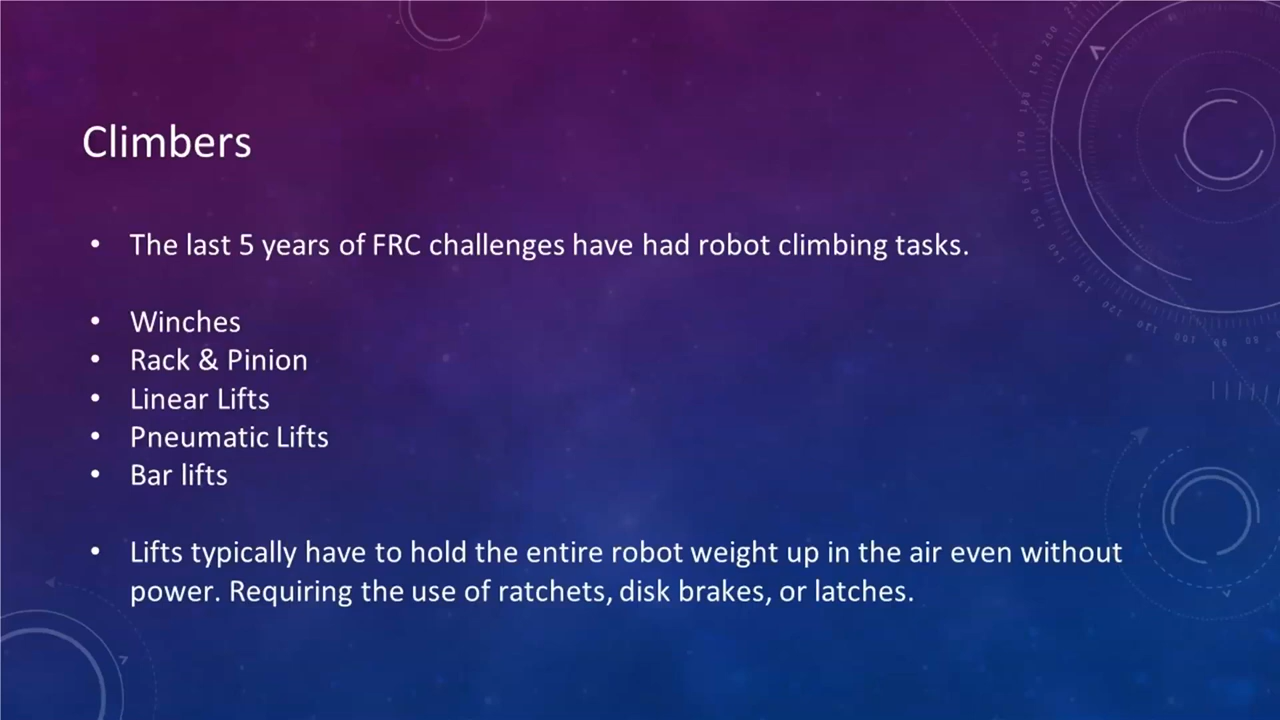 Climbers
• The last 5 years of FRC challenges have had robot climbing tasks.
• Winches
• Rack & Pinion
• Linear Lifts
• Pneumatic Lifts
• Bar lifts
• Lifts typically have to hold the entire robot weight up in the air even without
power. Requiring the use of ratchets, disk brakes, or latches.